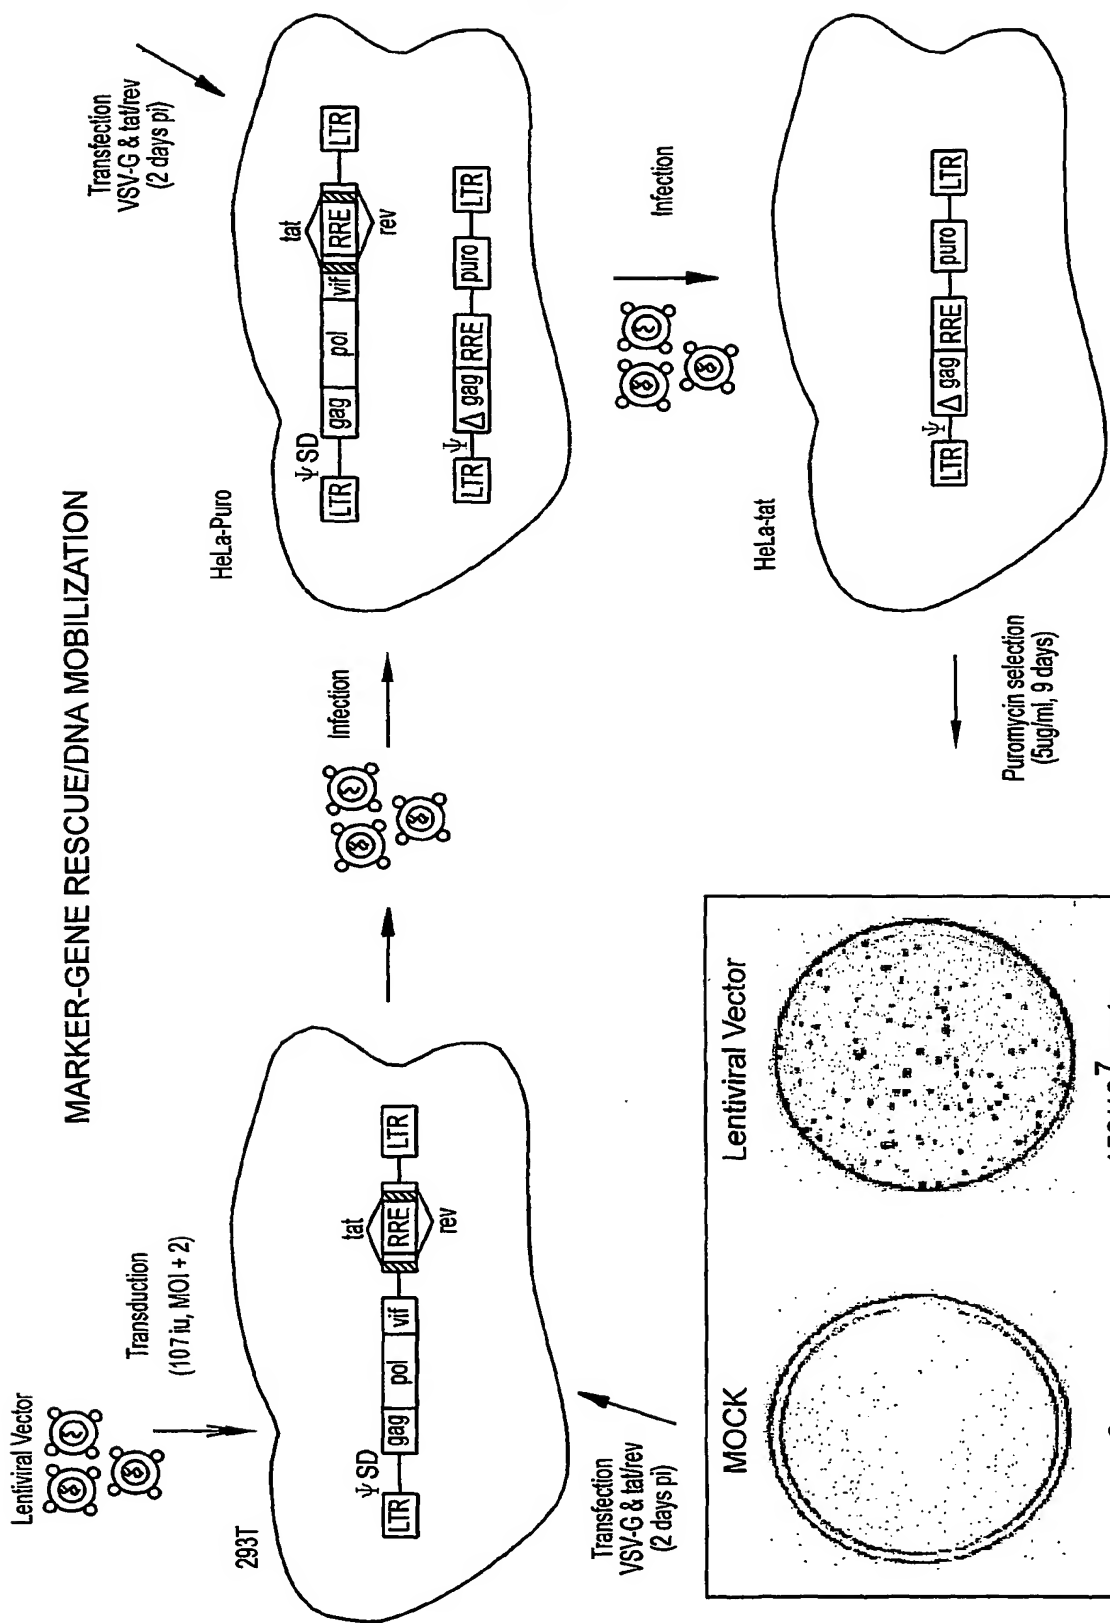 MARKER-GENE RESCUE/DNA MOBILIZATION
Lentiviral Vector
Transduction
(107 iu, MOI + 2)
293T
LTR
Ψ SD
gag
pol
vif
tat
RRE
rev
LTR
Transfection
VSV-G & tat/rev
(2 days pi)
Infection
Transfection
VSV-G & tat/rev
(2 days pi)
HeLa-Puro
LTR
Ψ SD
gag
pol
vif
tat
RRE
rev
LTR
LTR
Ψ
Δ gag
RRE
puro
LTR
Infection
HeLa-tat
LTR
Ψ
Δ gag
RRE
puro
LTR
Puromycin selection
(5ug/ml, 9 days)
MOCK
Lentiviral Vector